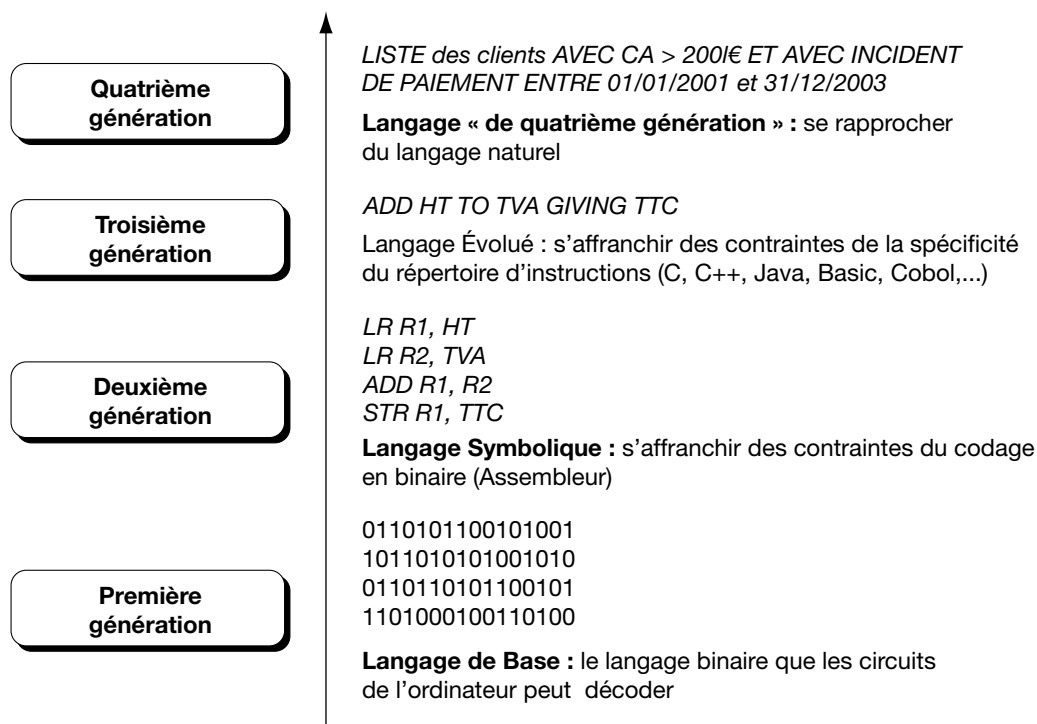 Quatrième
génération
LISTE des clients AVEC CA > 200l€ ET AVEC INCIDENT
DE PAIEMENT ENTRE 01/01/2001 et 31/12/2003
Langage « de quatrième génération » : se rapprocher
du langage naturel
Troisième
génération
ADD HT TO TVA GIVING TTC
Langage Évolué : s’affranchir des contraintes de la spécificité
du répertoire d’instructions (C, C++, Java, Basic, Cobol,...)
Deuxième
génération
LR R1, HT
LR R2, TVA
ADD R1, R2
STR R1, TTC
Langage Symbolique : s’affranchir des contraintes du codage
en binaire (Assembleur)
Première
génération
0110101100101001
1011010101001010
0110110101100101
1101000100110100
Langage de Base : le langage binaire que les circuits
de l’ordinateur peut décoder